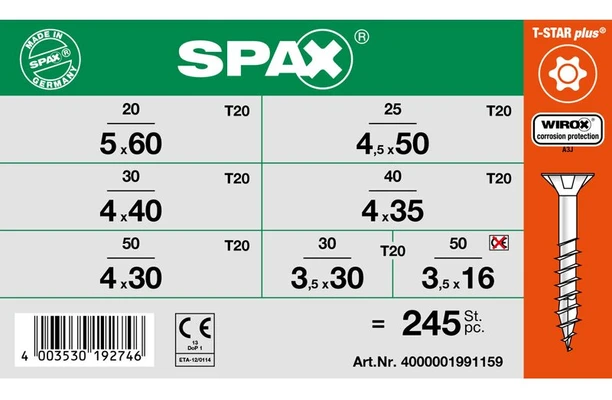 MADE IN
SPAX®
GERMANY
SPAX®
T-STAR plus®
20
T20
5 x 60
25
T20
4,5 x 50
WIROX®
corrosion protection
A3J
30
T20
4 x 40
40
T20
4 x 35
50
T20
4 x 30
30
T20
3,5 x 30
50
CE
3,5 x 16
4 003530 192746
CE
13
DoP 1
ETA-12/0114
= 245 St.
pc.
Art.Nr. 4000001991159